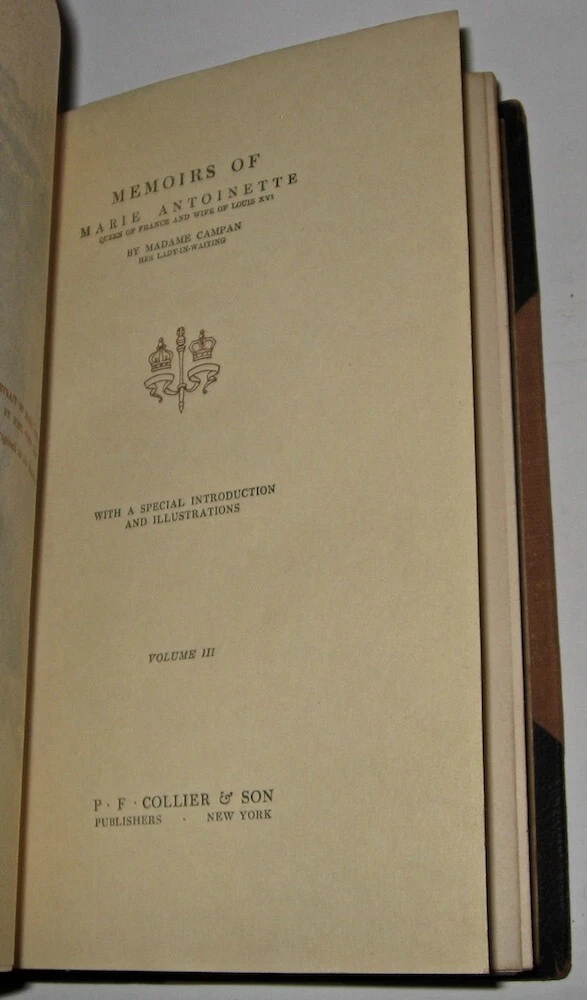 MEMOIRS OF
MARIE ANTOINETTE
QUEEN OF FRANCE AND WIFE OF LOUIS XVI
BY MADAME CAMPAN
HER LADY-IN-WAITING
WITH A SPECIAL INTRODUCTION
AND ILLUSTRATIONS
VOLUME III
P · F · COLLIER & SON
PUBLISHERS · NEW YORK